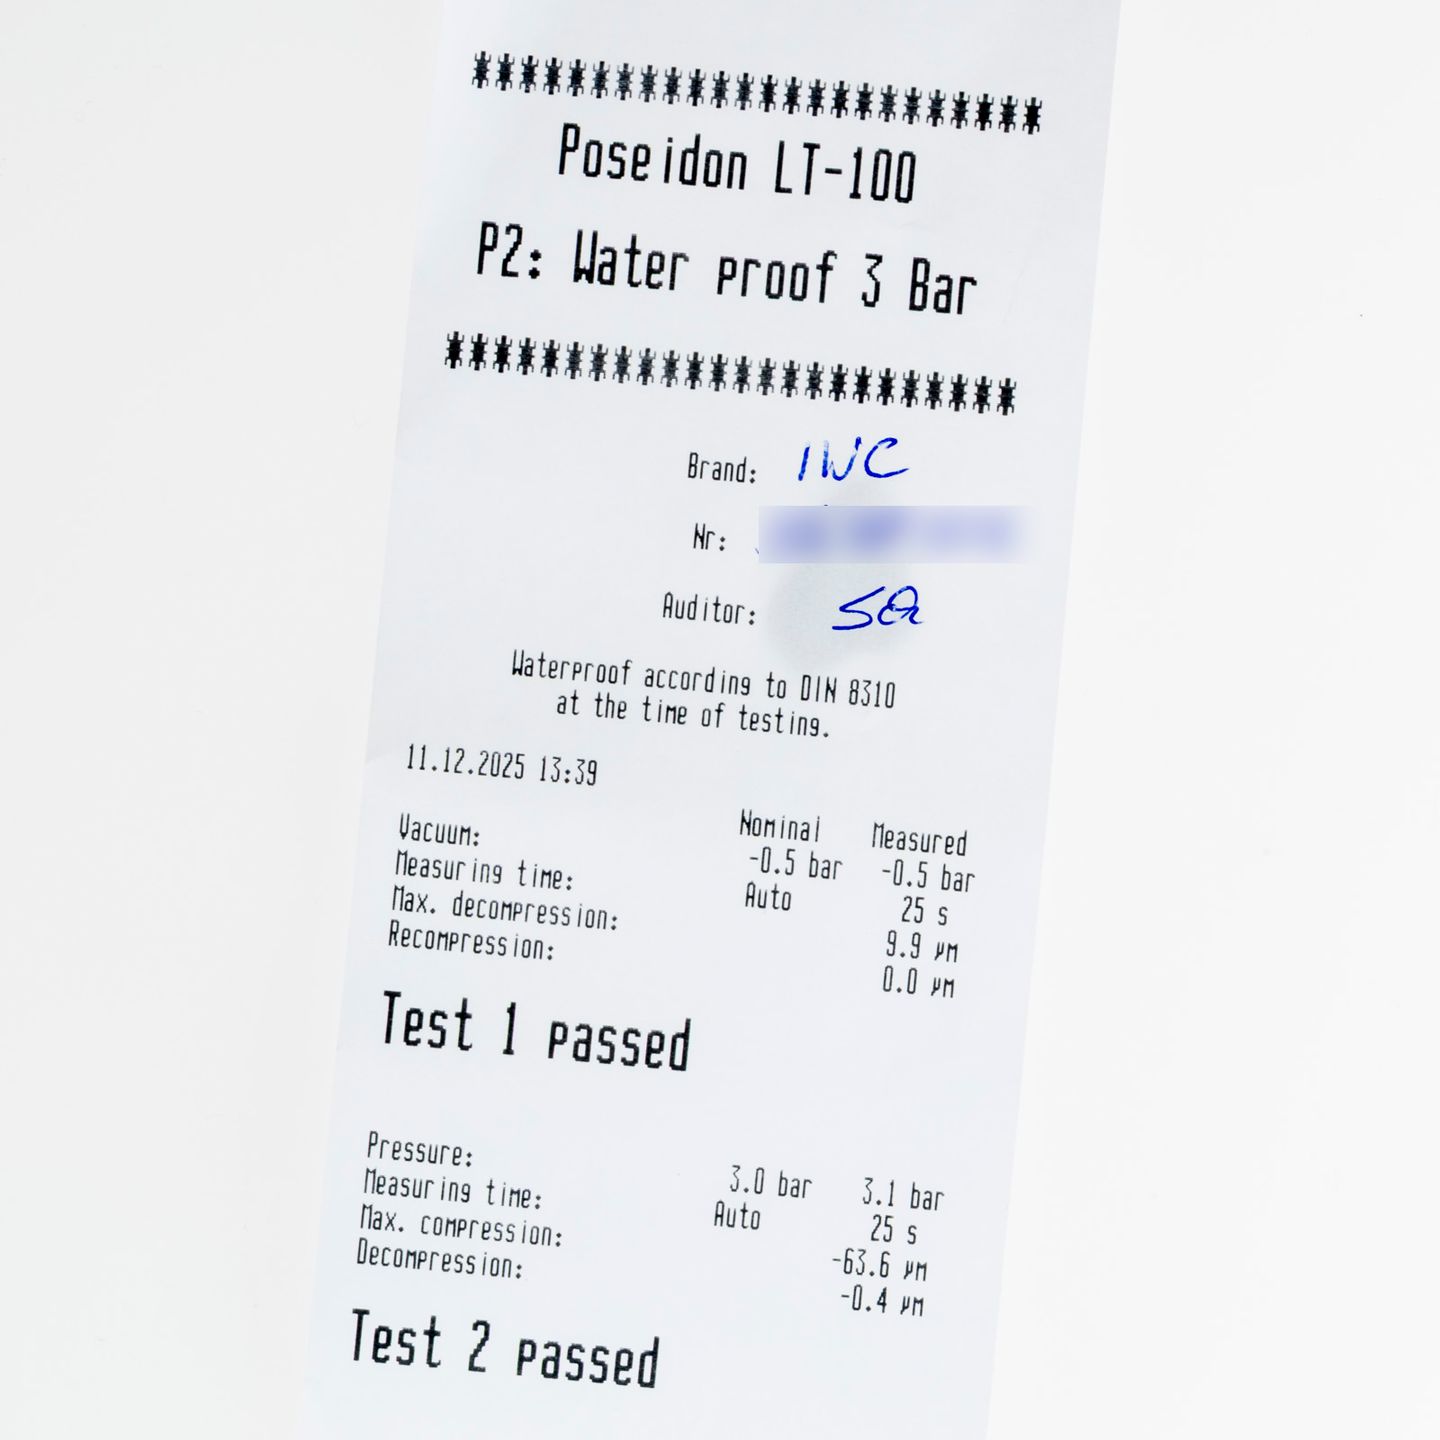 ************************
Poseidon LT-100
P2: Water proof 3 Bar
************************
Brand: IWC
Nr:
Auditor:
Waterproof according to DIN 8310
at the time of testing.
11.12.2025 13:39
Nominal Measured
Vacuum: -0.5 bar -0.5 bar
Measuring time: Auto 25 s
Max. decompression: 9.9 µm
Recompression: 0.0 µm
Test 1 passed
Pressure: 3.0 bar 3.1 bar
Measuring time: Auto 25 s
Max. compression: -63.6 µm
Decompression: -0.4 µm
Test 2 passed